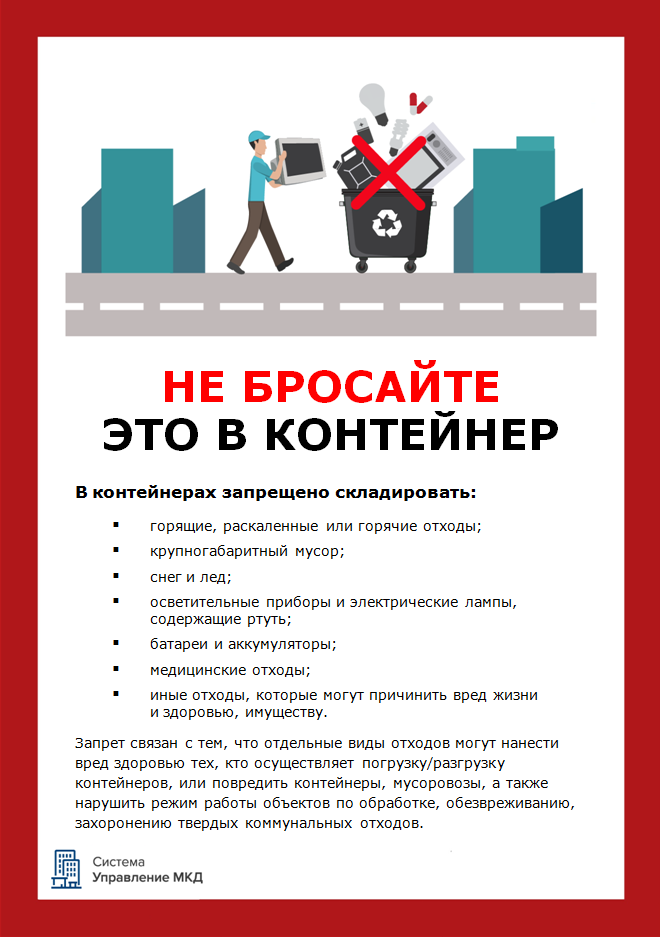 НЕ БРОСАЙТЕ
ЭТО В КОНТЕЙНЕР
В контейнерах запрещено складировать:
▪ горящие, раскаленные или горячие отходы;
▪ крупногабаритный мусор;
▪ снег и лед;
▪ осветительные приборы и электрические лампы,
содержащие ртуть;
▪ батареи и аккумуляторы;
▪ медицинские отходы;
▪ иные отходы, которые могут причинить вред жизни
и здоровью, имуществу.
Запрет связан с тем, что отдельные виды отходов могут нанести
вред здоровью тех, кто осуществляет погрузку/разгрузку
контейнеров, или повредить контейнеры, мусоровозы, а также
нарушить режим работы объектов по обработке, обезвреживанию,
захоронению твердых коммунальных отходов.
Система
Управление МКД